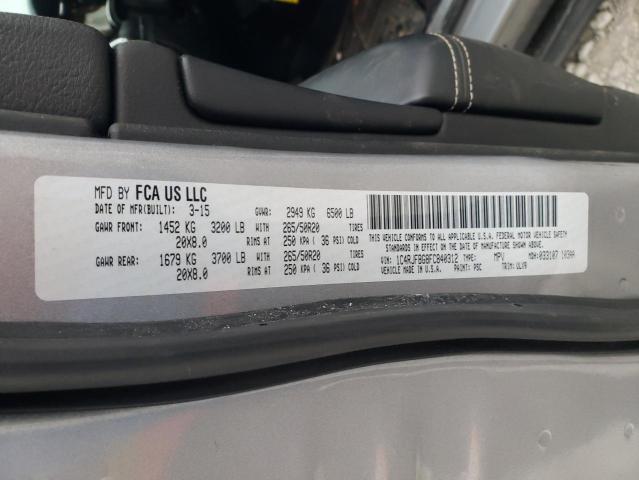 MFD BY FCA US LLC
DATE OF MFR(BUILT): 3-15 GVWR: 2949 KG 6500 LB
GAWR FRONT: 1452 KG 3200 LB WITH 265/50R20 TIRES
20X8.0 RIMS AT 250 KPA ( 36 PSI) COLD
GAWR REAR: 1679 KG 3700 LB WITH 265/50R20 TIRES
20X8.0 RIMS AT 250 KPA ( 36 PSI) COLD
THIS VEHICLE CONFORMS TO ALL APPLICABLE U.S.A. FEDERAL MOTOR VEHICLE SAFETY
STANDARDS IN EFFECT ON THE DATE OF MANUFACTURE SHOWN ABOVE.
VIN: 1C4RJFBG8FC840312 TYPE: MPV MDH: 033107
VEHICLE MADE IN U.S.A. PAINT: PSC TRIM: